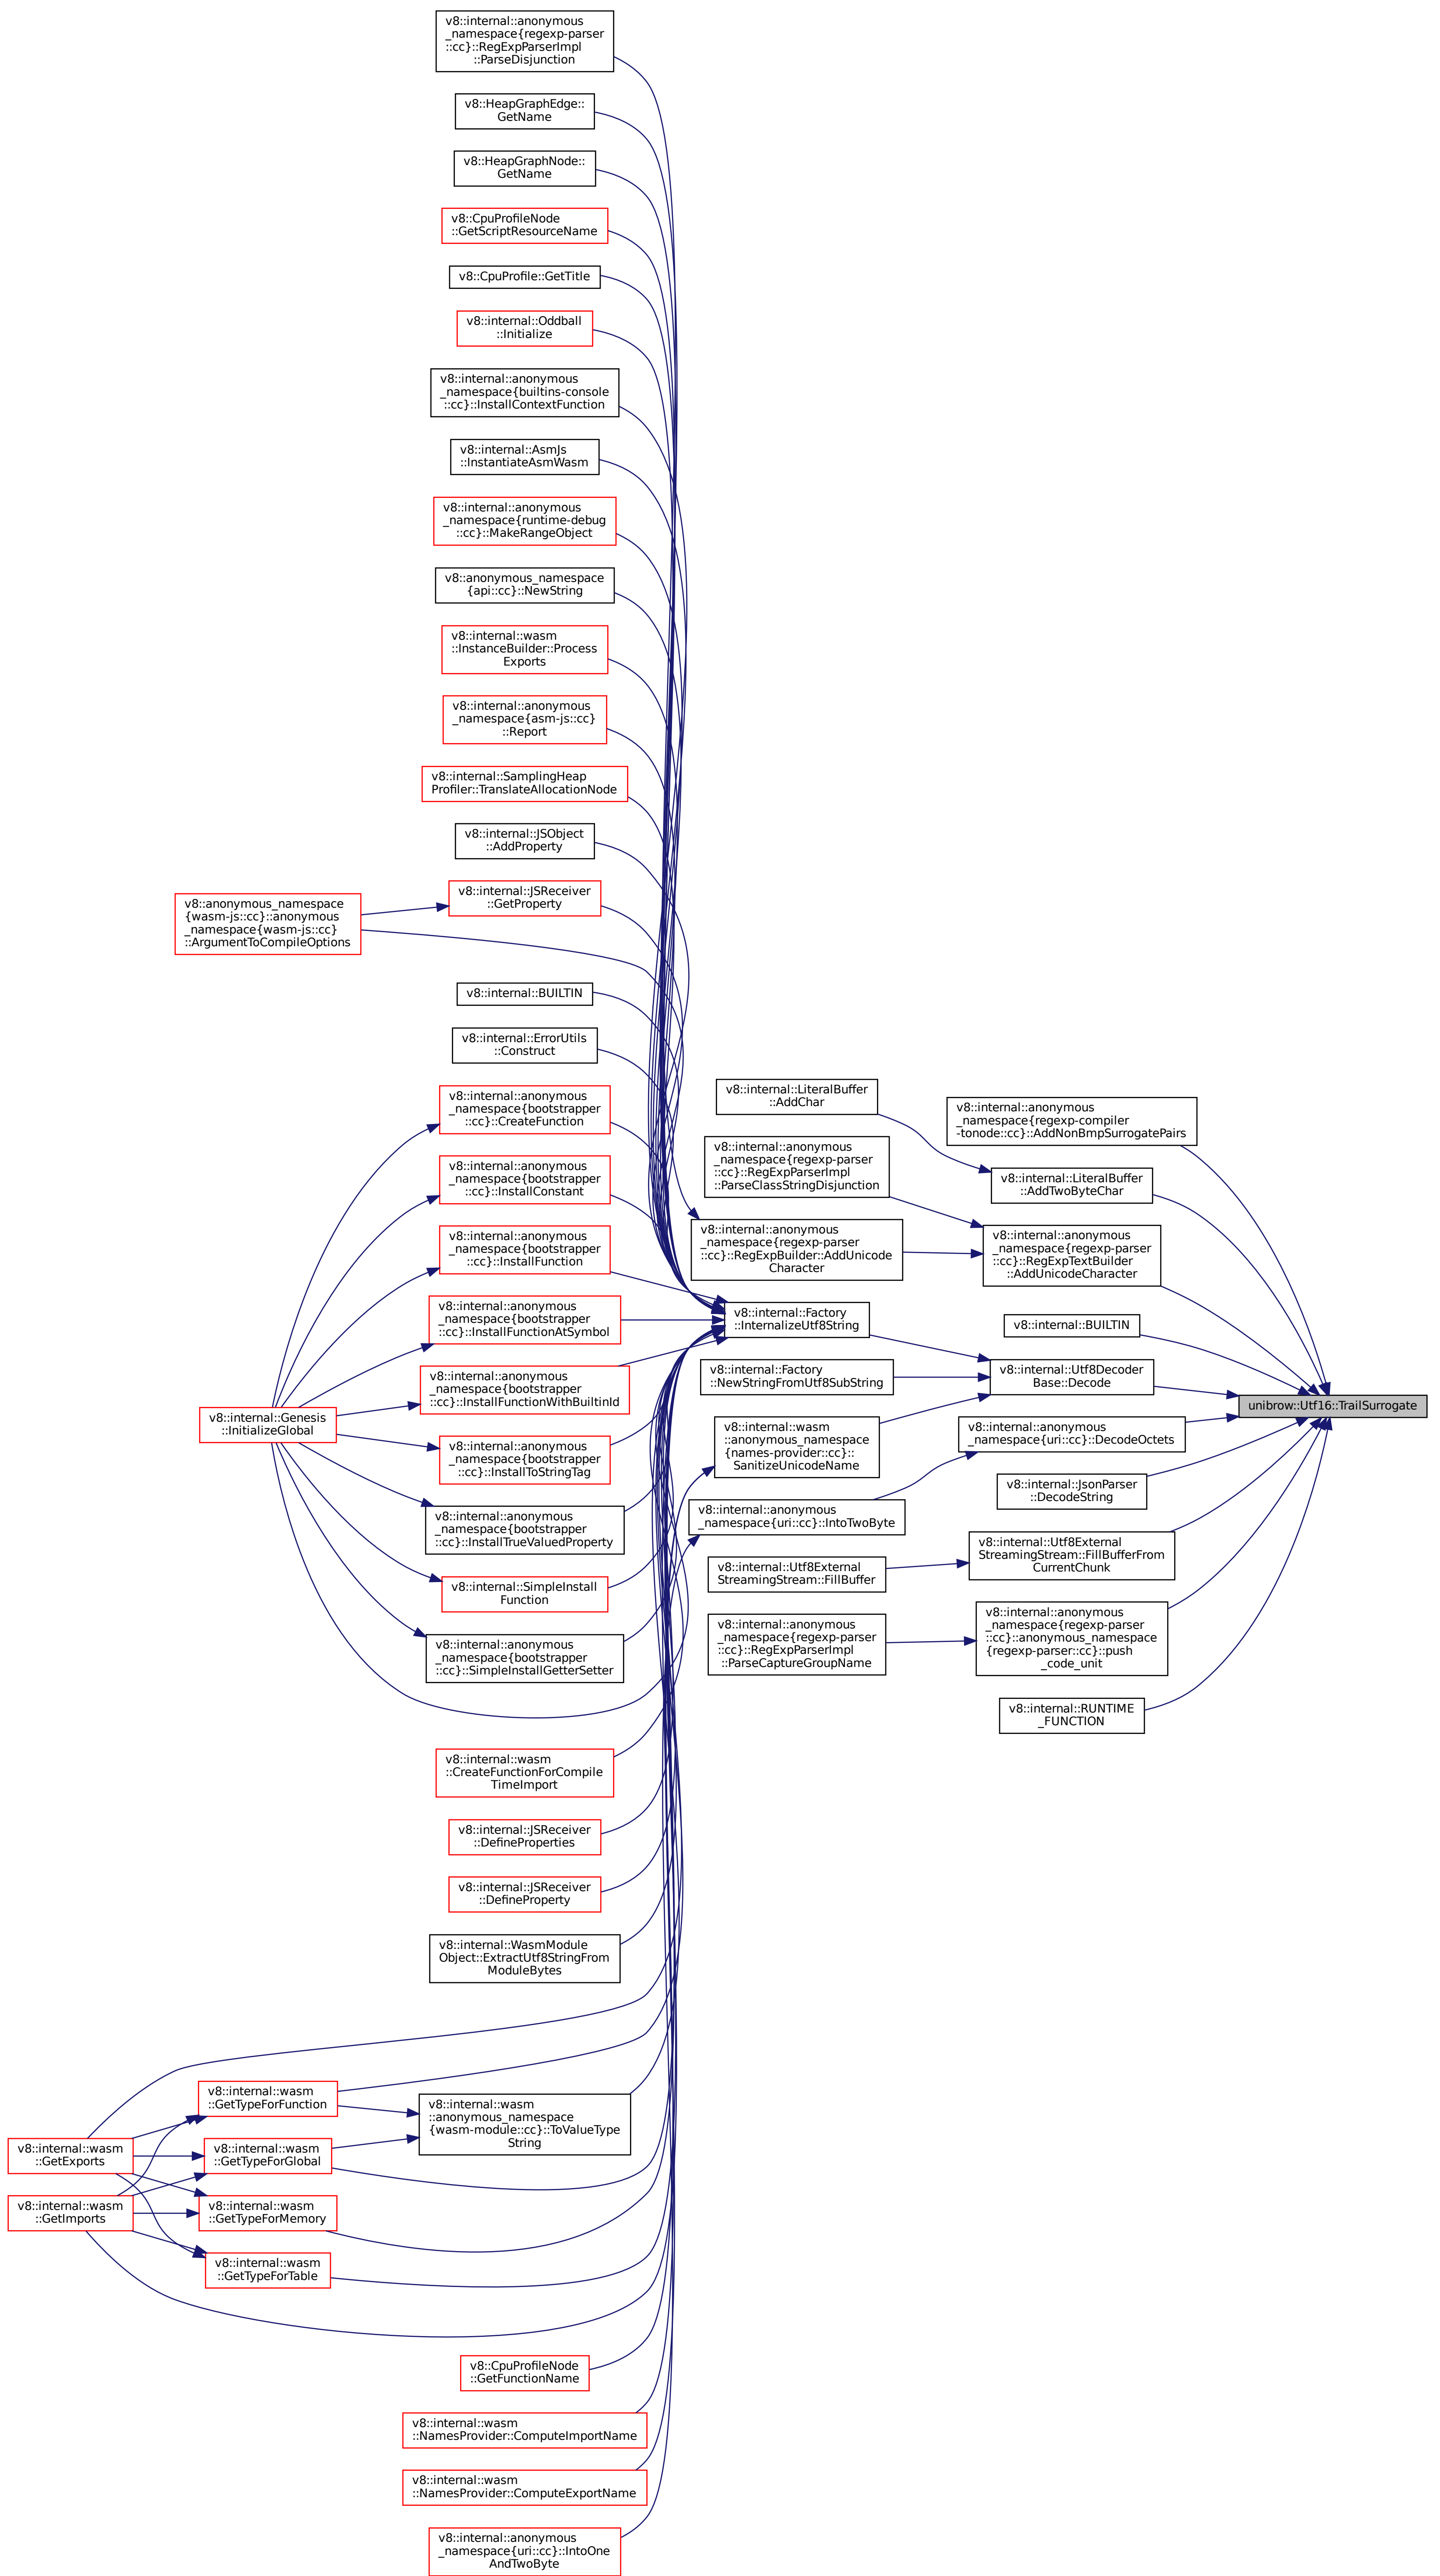 v8::internal::anonymous
_namespace{regexp-parser
::cc}::RegExpParserImpl
::ParseDisjunction
v8::HeapGraphEdge::
GetName
v8::HeapGraphNode::
GetName
v8::CpuProfileNode
::GetScriptResourceName
v8::CpuProfile::GetTitle
v8::internal::Oddball
::Initialize
v8::internal::anonymous
_namespace{builtins-console
::cc}::InstallContextFunction
v8::internal::AsmJs
::InstantiateAsmWasm
v8::internal::anonymous
_namespace{runtime-debug
::cc}::MakeRangeObject
v8::anonymous_namespace
{api::cc}::NewString
v8::internal::wasm
::InstanceBuilder::Process
Exports
v8::internal::anonymous
_namespace{asm-js::cc}
::Report
v8::internal::SamplingHeap
Profiler::TranslateAllocationNode
v8::internal::JSObject
::AddProperty
v8::internal::JSReceiver
::GetProperty
v8::anonymous_namespace
{wasm-js::cc}::anonymous
_namespace{wasm-js::cc}
::ArgumentToCompileOptions
v8::internal::BUILTIN
v8::internal::ErrorUtils
::Construct
v8::internal::anonymous
_namespace{bootstrapper
::cc}::CreateFunction
v8::internal::anonymous
_namespace{bootstrapper
::cc}::InstallConstant
v8::internal::anonymous
_namespace{bootstrapper
::cc}::InstallFunction
v8::internal::anonymous
_namespace{bootstrapper
::cc}::InstallFunctionAtSymbol
v8::internal::anonymous
_namespace{bootstrapper
::cc}::InstallFunctionWithBuiltinId
v8::internal::Genesis
::InitializeGlobal
v8::internal::anonymous
_namespace{bootstrapper
::cc}::InstallToStringTag
v8::internal::anonymous
_namespace{bootstrapper
::cc}::InstallTrueValuedProperty
v8::internal::SimpleInstall
Function
v8::internal::anonymous
_namespace{bootstrapper
::cc}::SimpleInstallGetterSetter
v8::internal::wasm
::CreateFunctionForCompile
TimeImport
v8::internal::JSReceiver
::DefineProperties
v8::internal::JSReceiver
::DefineProperty
v8::internal::WasmModule
Object::ExtractUtf8StringFrom
ModuleBytes
v8::internal::wasm
::GetTypeForFunction
v8::internal::wasm
::anonymous_namespace
{wasm-module::cc}::ToValueType
String
v8::internal::wasm
::GetExports
v8::internal::wasm
::GetTypeForGlobal
v8::internal::wasm
::GetImports
v8::internal::wasm
::GetTypeForMemory
v8::internal::wasm
::GetTypeForTable
v8::CpuProfileNode
::GetFunctionName
v8::internal::wasm
::NamesProvider::ComputeImportName
v8::internal::wasm
::NamesProvider::ComputeExportName
v8::internal::anonymous
_namespace{uri::cc}::IntoOne
AndTwoByte
v8::internal::LiteralBuffer
::AddChar
v8::internal::anonymous
_namespace{regexp-parser
::cc}::RegExpParserImpl
::ParseClassStringDisjunction
v8::internal::anonymous
_namespace{regexp-parser
::cc}::RegExpBuilder::AddUnicode
Character
v8::internal::Factory
::InternalizeUtf8String
v8::internal::Factory
::NewStringFromUtf8SubString
v8::internal::wasm
::anonymous_namespace
{names-provider::cc}::
SanitizeUnicodeName
v8::internal::anonymous
_namespace{uri::cc}::IntoTwoByte
v8::internal::Utf8External
StreamingStream::FillBuffer
v8::internal::anonymous
_namespace{regexp-parser
::cc}::RegExpParserImpl
::ParseCaptureGroupName
v8::internal::anonymous
_namespace{regexp-compiler
-tonode::cc}::AddNonBmpSurrogatePairs
v8::internal::LiteralBuffer
::AddTwoByteChar
v8::internal::anonymous
_namespace{regexp-parser
::cc}::RegExpTextBuilder
::AddUnicodeCharacter
v8::internal::BUILTIN
v8::internal::Utf8Decoder
Base::Decode
v8::internal::anonymous
_namespace{uri::cc}::DecodeOctets
v8::internal::JsonParser
::DecodeString
v8::internal::Utf8External
StreamingStream::FillBufferFrom
CurrentChunk
v8::internal::anonymous
_namespace{regexp-parser
::cc}::anonymous_namespace
{regexp-parser::cc}::push
_code_unit
v8::internal::RUNTIME
_FUNCTION
unibrow::Utf16::TrailSurrogate